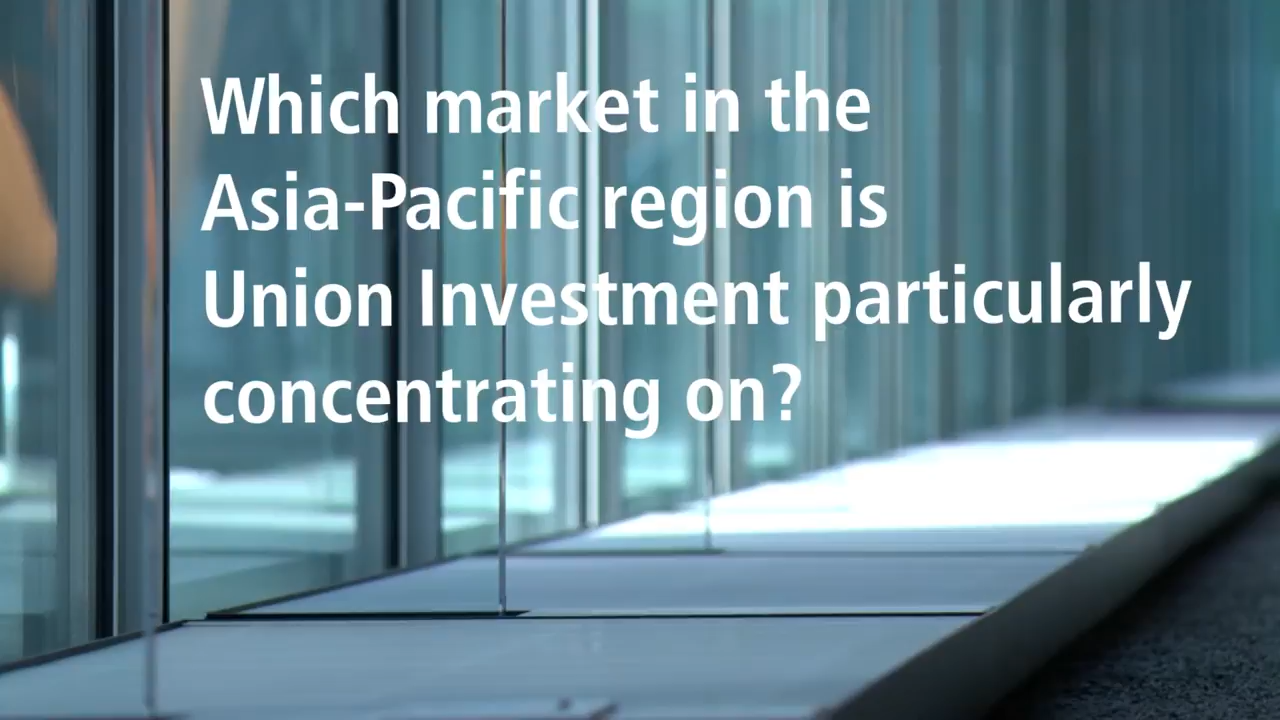 Which market in the
Asia-Pacific region is
Union Investment particularly
concentrating on?